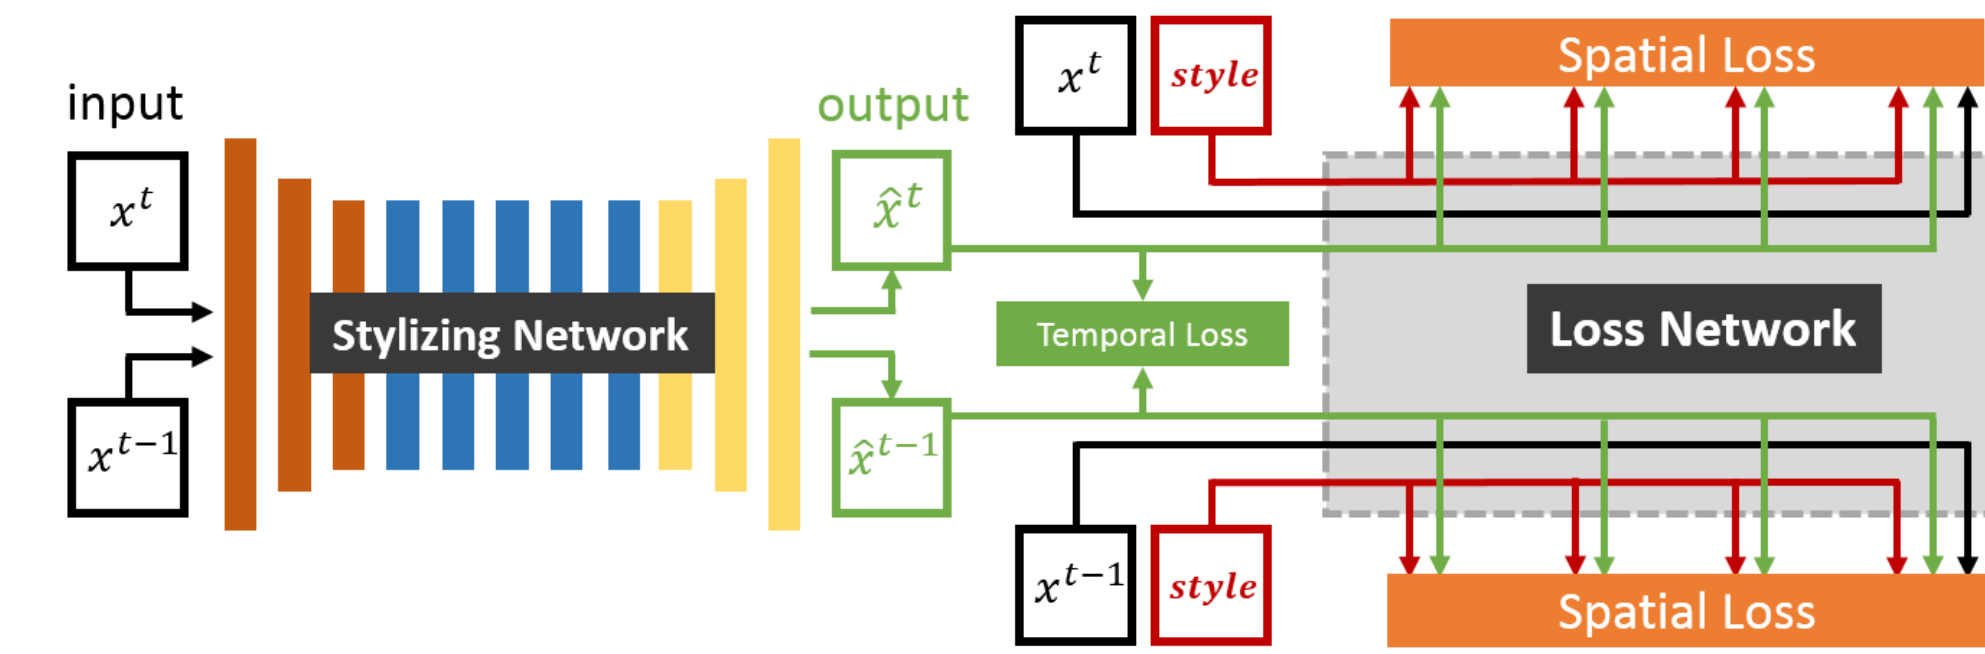 input
x^t
x^{t-1}
Stylizing Network
output
x̂^t
x̂^{t-1}
x^t
style
Temporal Loss
x^{t-1}
style
Spatial Loss
Loss Network
Spatial Loss